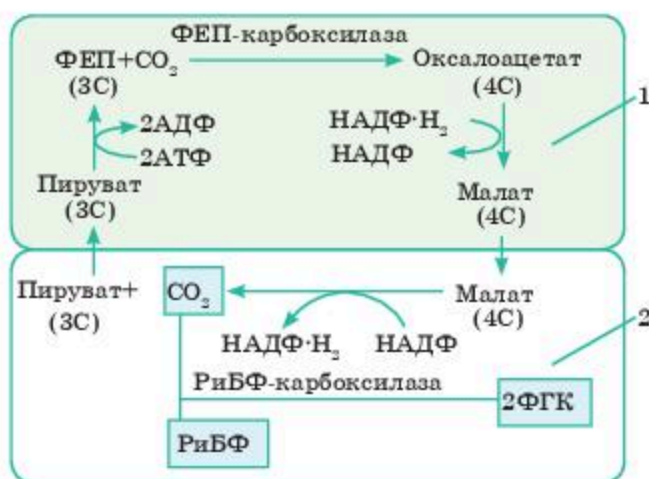 ФЕП-карбоксилаза
ФЕП+CO₂
(3С)
Оксалоацетат
(4С)
1
2АДФ
2АТФ
НАДФ·Н₂
НАДФ
Пируват
(3С)
Малат
(4С)
Пируват+
(3С)
CO₂
Малат
(4С)
НАДФ·Н₂
НАДФ
2
РиБФ-карбоксилаза
2ФГК
РиБФ